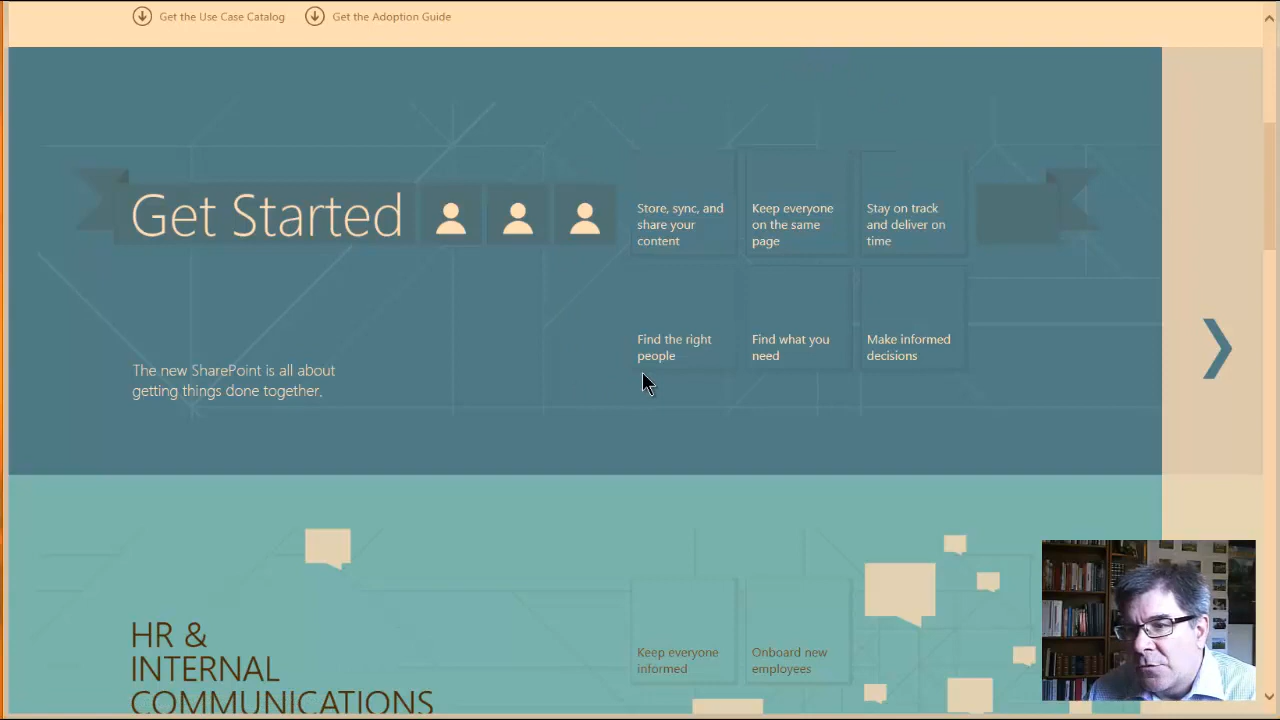 Get the Use Case Catalog
Get the Adoption Guide
Get Started
Store, sync, and
share your
content
Keep everyone
on the same
page
Stay on track
and deliver on
time
Find the right
people
Find what you
need
Make informed
decisions
The new SharePoint is all about
getting things done together.
HR &
INTERNAL
COMMUNICATIONS
Keep everyone
informed
Onboard new
employees